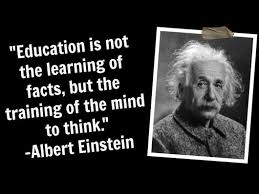 "Education is not
the learning of
facts, but the
training of the mind
to think."
-Albert Einstein